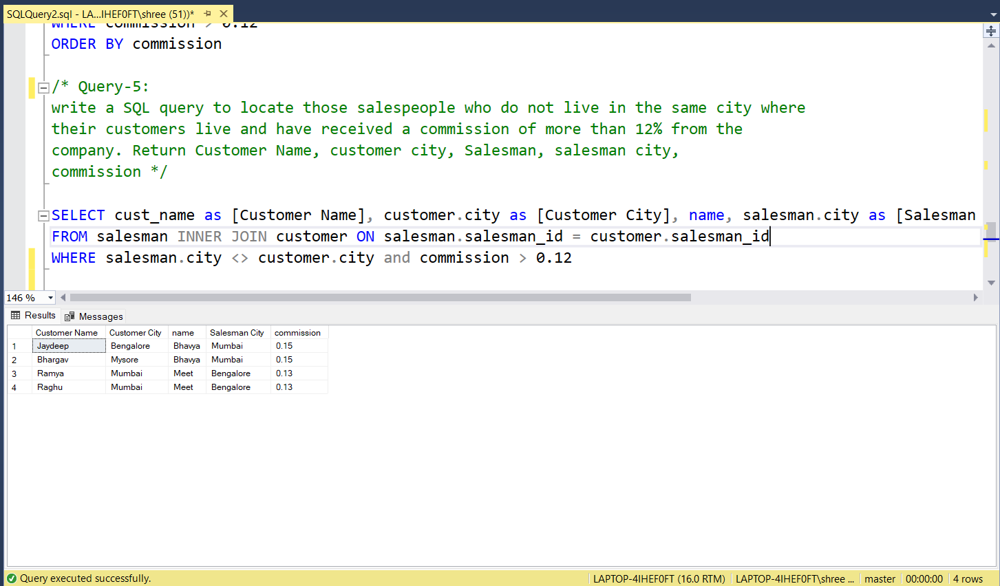 SQLQuery2.sql - LA...IHEF0FT\shree (51))*
WHERE commission > 0.12
ORDER BY commission
/* Query-5:
write a SQL query to locate those salespeople who do not live in the same city where
their customers live and have received a commission of more than 12% from the
company. Return Customer Name, customer city, Salesman, salesman city,
commission */
SELECT cust_name as [Customer Name], customer.city as [Customer City], name, salesman.city as [Salesman
FROM salesman INNER JOIN customer ON salesman.salesman_id = customer.salesman_id
WHERE salesman.city <> customer.city and commission > 0.12
146 %
Results Messages
Customer Name Customer City name Salesman City commission
1 Jaydeep Bengalore Bhavya Mumbai 0.15
2 Bhargav Mysore Bhavya Mumbai 0.15
3 Ramya Mumbai Meet Bengalore 0.13
4 Raghu Mumbai Meet Bengalore 0.13
Query executed successfully. LAPTOP-4IHEF0FT (16.0 RTM) LAPTOP-4IHEF0FT\shree ... master 00:00:00 4 rows